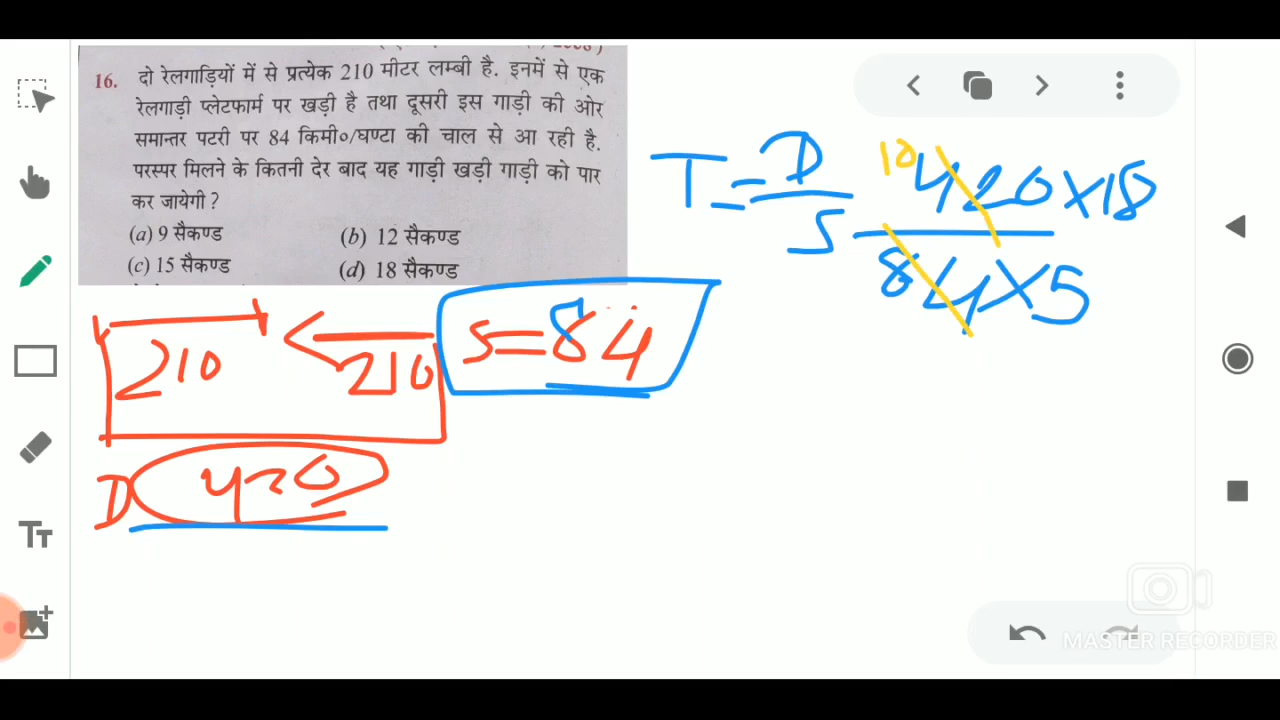 16. दो रेलगाड़ियों में से प्रत्येक 210 मीटर लम्बी है. इनमें से एक
रेलगाड़ी प्लेटफार्म पर खड़ी है तथा दूसरी इस गाड़ी की ओर
समान्तर पटरी पर 84 किमी०/घण्टा की चाल से आ रही है.
परस्पर मिलने के कितनी देर बाद यह गाड़ी खड़ी गाड़ी को पार
कर जायेगी ?
(a) 9 सैकण्ड (b) 12 सैकण्ड
(c) 15 सैकण्ड (d) 18 सैकण्ड
T = D
S
10
420×18
84×5
210 210 S=84
D 420
TT
MASTER RECORDER